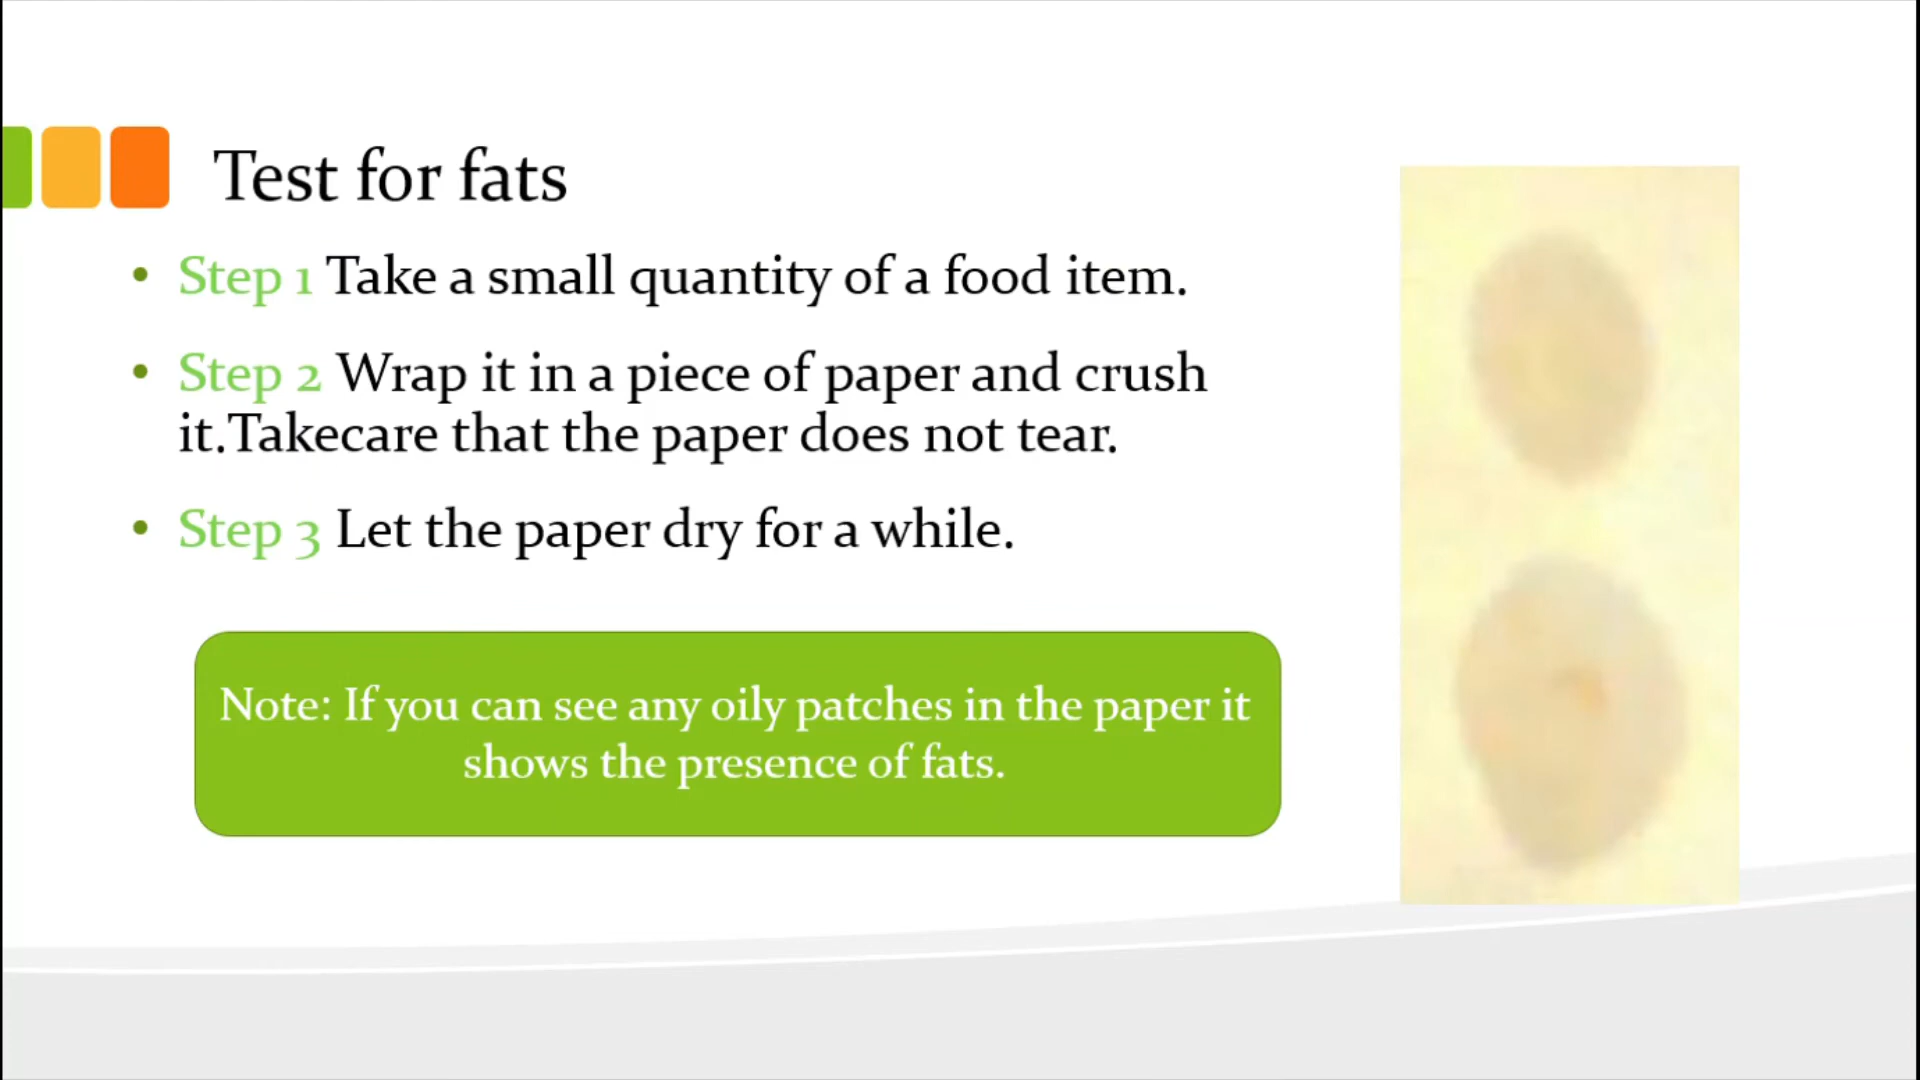 Test for fats
• Step 1 Take a small quantity of a food item.
• Step 2 Wrap it in a piece of paper and crush
it.Takecare that the paper does not tear.
• Step 3 Let the paper dry for a while.
Note: If you can see any oily patches in the paper it
shows the presence of fats.